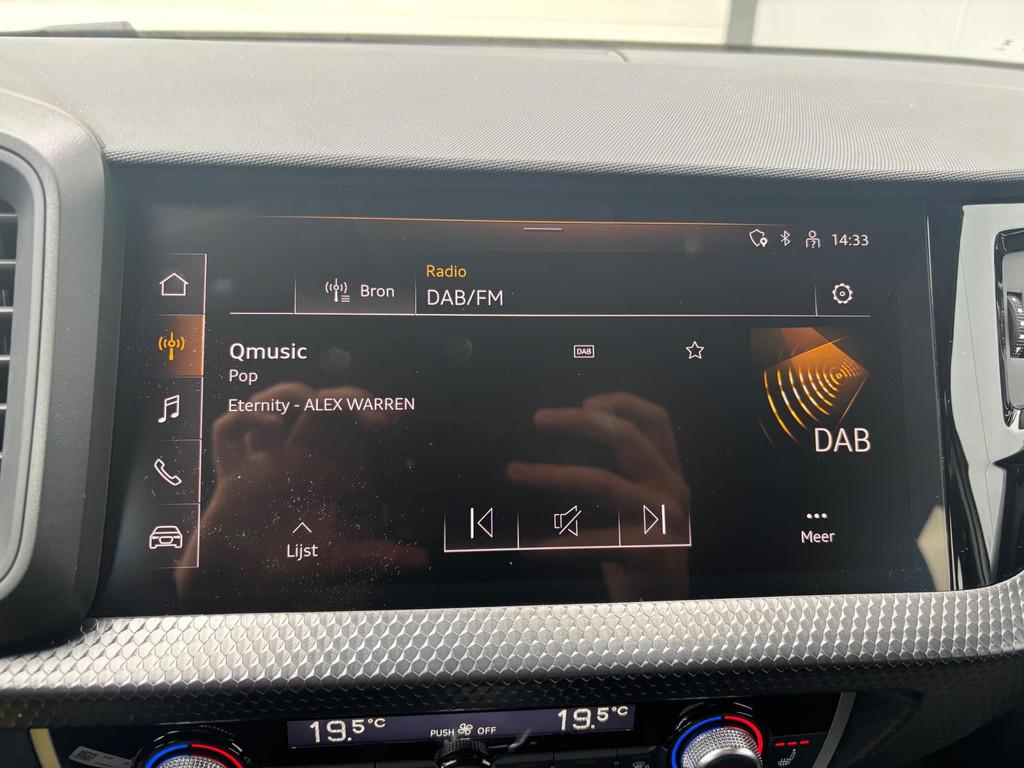 14:33
Bron
Radio
DAB/FM
Qmusic
DAB
Pop
Eternity - ALEX WARREN
DAB
Lijst
Meer
19.5°C
PUSH OFF
19.5°C